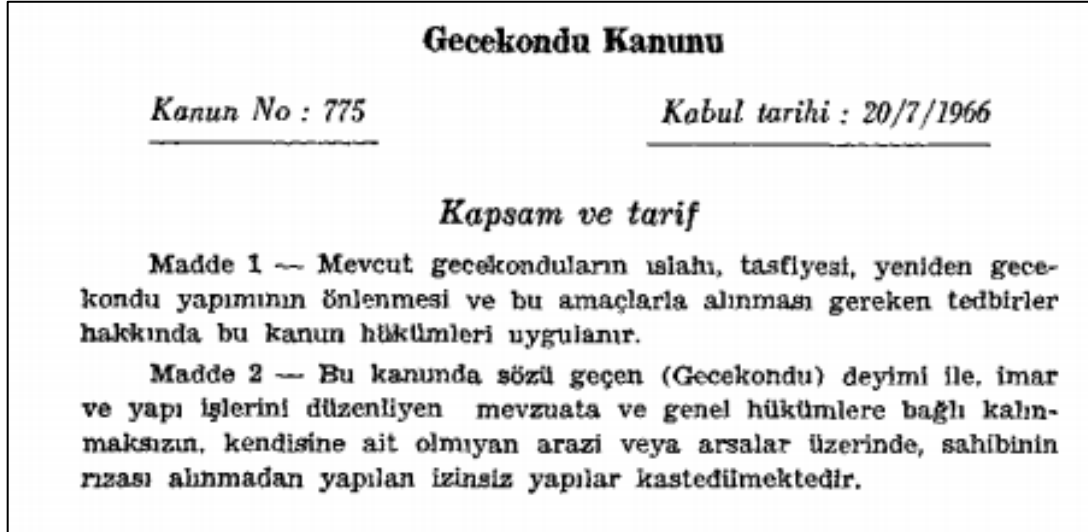 Gecekondu Kanunu
Kanun No : 775
Kabul tarihi : 20/7/1966
Kapsam ve tarif
Madde 1 — Mevcut gecekonduların ıslahı, tasfiyesi, yeniden gece-
kondu yapımının önlenmesi ve bu amaçlarla alınması gereken tedbirler
hakkında bu kanun hükümleri uygulanır.
Madde 2 — Bu kanunda sözü geçen (Gecekondu) deyimi ile, imar
ve yapı işlerini düzenliyen mevzuata ve genel hükümlere bağlı kalın-
maksızın, kendisine ait olmıyan arazi veya arsalar üzerinde, sahibinin
rızası alınmadan yapılan izinsiz yapılar kastedilmektedir.